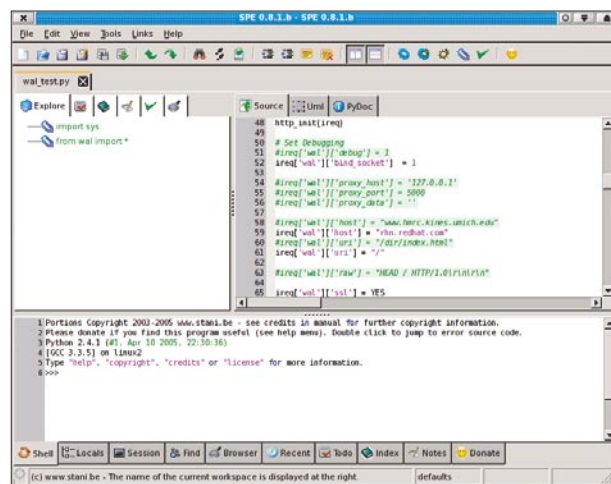 SPE 0.8.1.b - SPE 0.8.1.b
File Edit View Tools Links Help
wal_test.py
Explore
Source Uml PyDoc
import sys
from wal import *
48 http_init(ireq)
49
50 # Set Debugging
51 #ireq['wal']['debug'] = 1
52 ireq['wal']['bind_socket'] = 1
53
54 #ireq['wal']['proxy_host'] = '127.0.0.1'
55 #ireq['wal']['proxy_port'] = 5000
56 #ireq['wal']['proxy_data'] = ''
57
58 #ireq['wal']['host'] = "www.hmrc.kines.umich.edu"
59 ireq['wal']['host'] = "rhn.redhat.com"
60 #ireq['wal']['uri'] = "/dir/index.html"
61 ireq['wal']['uri'] = "/"
62
63 #ireq['wal']['raw'] = "HEAD / HTTP/1.0\r\n\r\n"
65 ireq['wal']['ssl'] = YES
1 Portions Copyright 2003-2005 www.stani.be - see credits in manual for further copyright information.
2 Please donate if you find this program useful (see help menu). Double click to jump to error source code.
3 Python 2.4.1 (#1, Apr 10 2005, 22:30:36)
4 [GCC 3.3.5] on linux2
5 Type "help", "copyright", "credits" or "license" for more information.
6 >>>
Shell Locals Session Find Browser Recent Todo Index Notes Donate
(c) www.stani.be - The name of the current workspace is displayed at the right. defaults